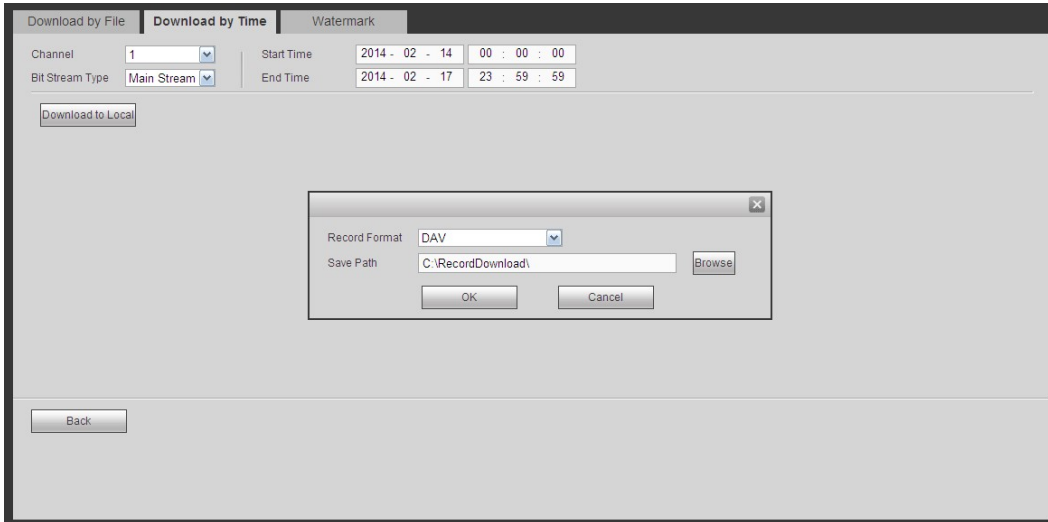 Download by File Download by Time Watermark
Channel 1 Start Time 2014 - 02 - 14 00 : 00 : 00
Bit Stream Type Main Stream End Time 2014 - 02 - 17 23 : 59 : 59
Download to Local
Record Format DAV
Save Path C:\RecordDownload\ Browse
OK Cancel
Back